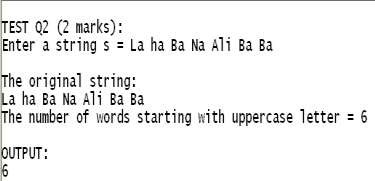 TEST Q2 (2 marks):
Enter a string s = La ha Ba Na Ali Ba Ba
The original string:
La ha Ba Na Ali Ba Ba
The number of words starting with uppercase letter = 6
OUTPUT:
6